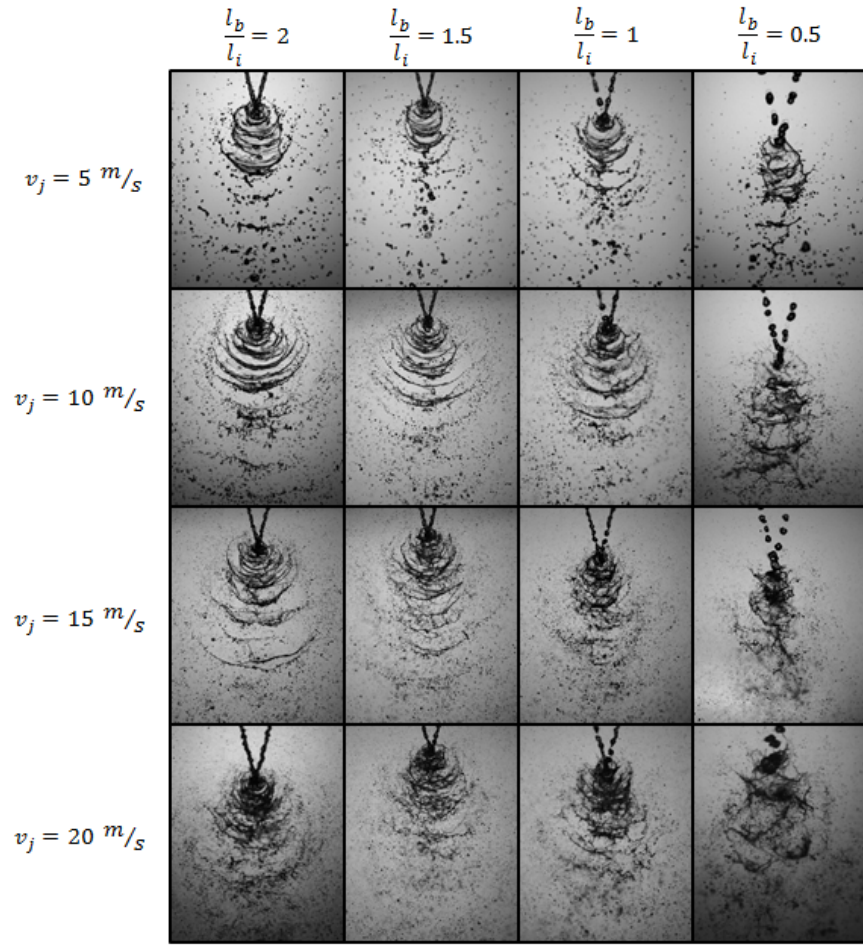 l_b/l_i = 2 l_b/l_i = 1.5 l_b/l_i = 1 l_b/l_i = 0.5
v_j = 5 m/s
v_j = 10 m/s
v_j = 15 m/s
v_j = 20 m/s